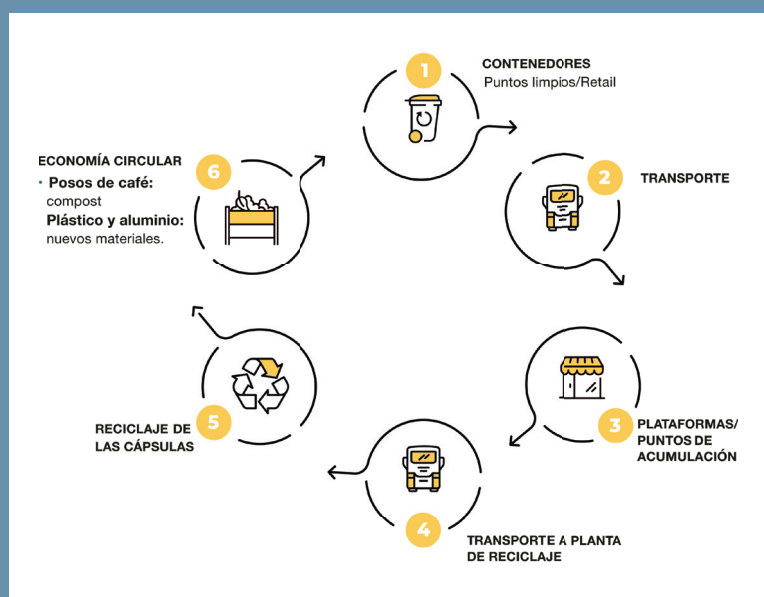 1
CONTENEDORES
Puntos limpios/Retail
2
TRANSPORTE
3
PLATAFORMAS/
PUNTOS DE
ACUMULACIÓN
4
TRANSPORTE A PLANTA
DE RECICLAJE
5
RECICLAJE DE
LAS CÁPSULAS
6
ECONOMÍA CIRCULAR
• Posos de café:
compost
Plástico y aluminio:
nuevos materiales.